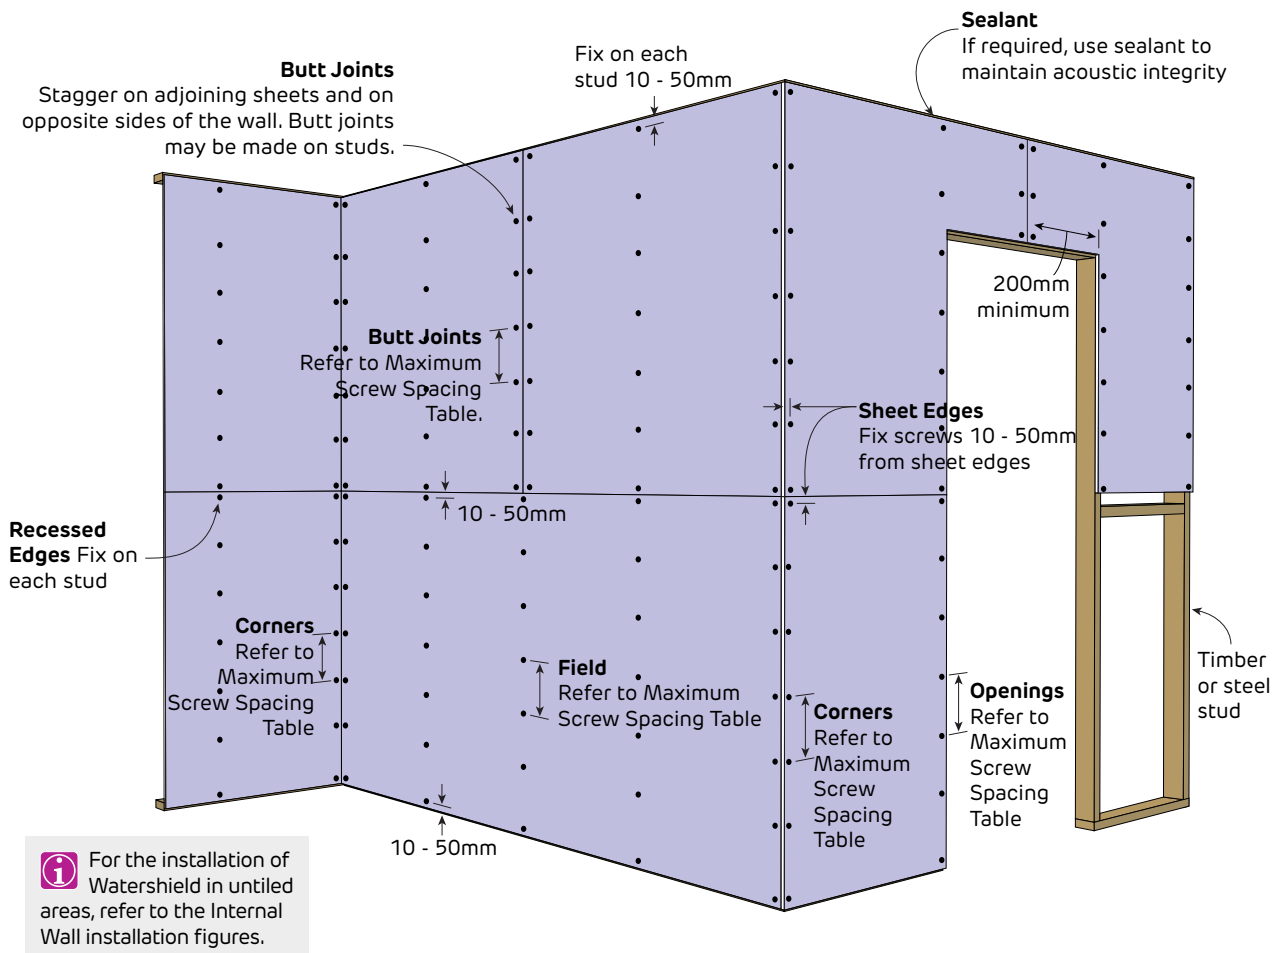 Sealant
If required, use sealant to
maintain acoustic integrity
Fix on each
stud 10 - 50mm
Butt Joints
Stagger on adjoining sheets and on
opposite sides of the wall. Butt joints
may be made on studs.
200mm
minimum
Butt Joints
Refer to Maximum
Screw Spacing
Table.
Sheet Edges
Fix screws 10 - 50mm
from sheet edges
10 - 50mm
Recessed
Edges Fix on
each stud
Corners
Refer to
Maximum
Screw Spacing
Table
Field
Refer to Maximum
Screw Spacing Table
Corners
Refer to
Maximum
Screw
Spacing
Table
Openings
Refer to
Maximum
Screw
Spacing
Table
Timber
or steel
stud
10 - 50mm
i
For the installation of
Watershield in untiled
areas, refer to the Internal
Wall installation figures.